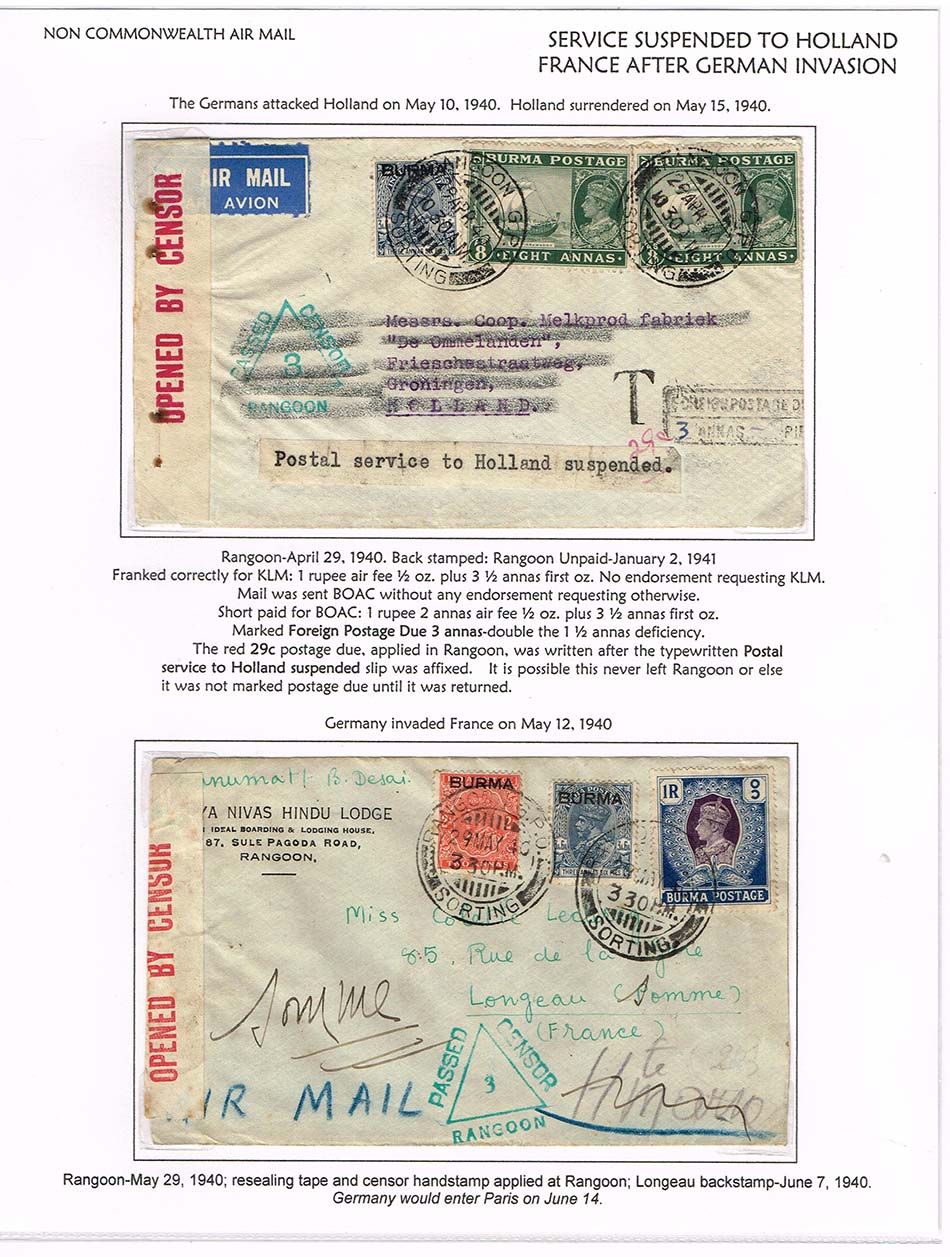 NON COMMONWEALTH AIR MAIL
SERVICE SUSPENDED TO HOLLAND
FRANCE AFTER GERMAN INVASION
The Germans attacked Holland on May 10, 1940. Holland surrendered on May 15, 1940.
OPENED BY CENSOR
AIR MAIL
AVION
BURMA
BURMA POSTAGE
8
EIGHT ANNAS
BURMA POSTAGE
EIGHT ANNAS
SORTING
SORTING
PASSED CENSOR
3
RANGOON
Messrs. Coop. Melkprod fabriek
"De Ommelanden",
Frieschestraatweg,
Groningen,
HOLLAND.
T
FOREIGN POSTAGE D
3 ANNAS – PIE
29c
Postal service to Holland suspended.
Rangoon-April 29, 1940. Back stamped: Rangoon Unpaid-January 2, 1941
Franked correctly for KLM: 1 rupee air fee ½ oz. plus 3 ½ annas first oz. No endorsement requesting KLM.
Mail was sent BOAC without any endorsement requesting otherwise.
Short paid for BOAC: 1 rupee 2 annas air fee ½ oz. plus 3 ½ annas first oz.
Marked Foreign Postage Due 3 annas-double the 1 ½ annas deficiency.
The red 29c postage due, applied in Rangoon, was written after the typewritten Postal
service to Holland suspended slip was affixed. It is possible this never left Rangoon or else
it was not marked postage due until it was returned.
Germany invaded France on May 12, 1940
B. Desai.
YA NIVAS HINDU LODGE
IDEAL BOARDING & LODGING HOUSE,
87, SULE PAGODA ROAD,
RANGOON,
OPENED BY CENSOR
BURMA
29 MAY 40
3 30 P.M.
SORTING
BURMA
THREE ANNAS SIX PIES
1R
BURMA POSTAGE
3 30 P.M.
SORTING
Miss
85, Rue de la
Longeau (Somme)
(France)
Somme
PASSED CENSOR
3
RANGOON
AIR MAIL
Rangoon-May 29, 1940; resealing tape and censor handstamp applied at Rangoon; Longeau backstamp-June 7, 1940.
Germany would enter Paris on June 14.